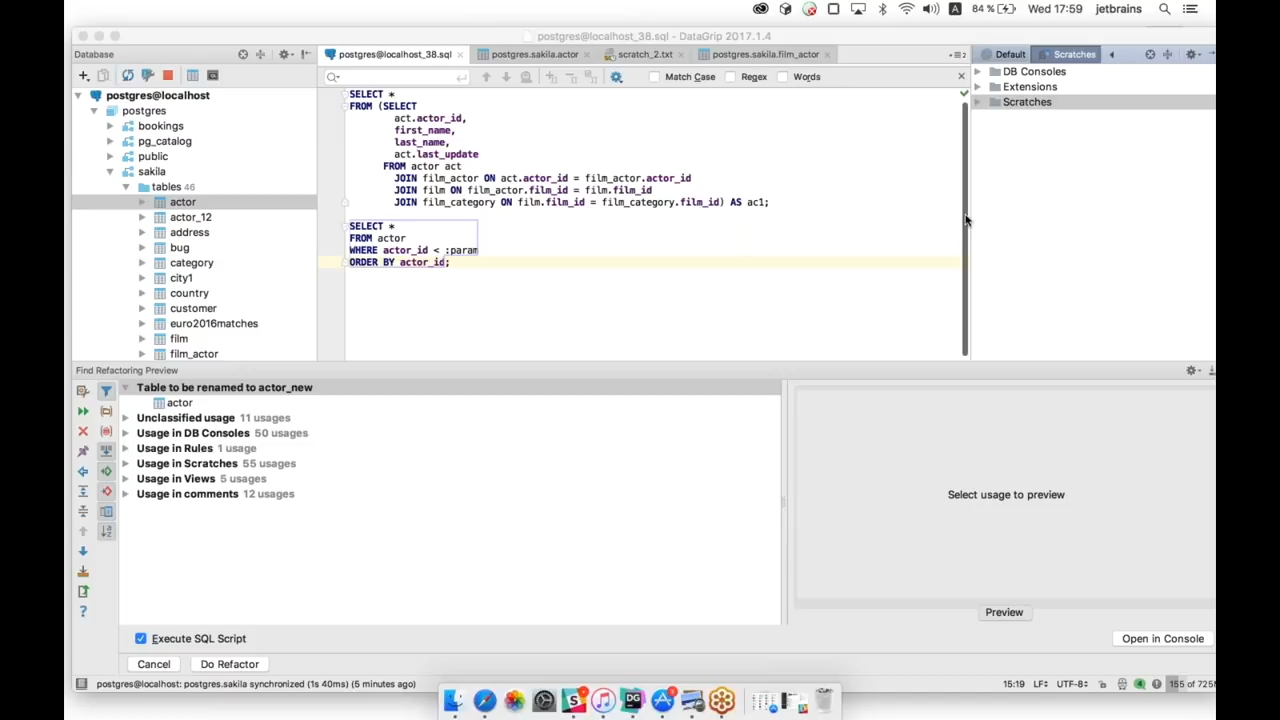 84 %
A
Wed 17:59
jetbrains
postgres@localhost_38.sql - DataGrip 2017.1.4
Database
postgres@localhost_38.sql
postgres.sakila.actor
scratch_2.txt
postgres.sakila.film_actor
Default
Scratches
Match Case
Regex
Words
postgres@localhost
postgres
bookings
pg_catalog
public
sakila
tables 46
actor
actor_12
address
bug
category
city1
country
customer
euro2016matches
film
film_actor
SELECT *
FROM (SELECT
act.actor_id,
first_name,
last_name,
act.last_update
FROM actor act
JOIN film_actor ON act.actor_id = film_actor.actor_id
JOIN film ON film_actor.film_id = film.film_id
JOIN film_category ON film.film_id = film_category.film_id) AS ac1;
SELECT *
FROM actor
WHERE actor_id < :param
ORDER BY actor_id;
DB Consoles
Extensions
Scratches
Find Refactoring Preview
Table to be renamed to actor_new
actor
Unclassified usage 11 usages
Usage in DB Consoles 50 usages
Usage in Rules 1 usage
Usage in Scratches 55 usages
Usage in Views 5 usages
Usage in comments 12 usages
Select usage to preview
Preview
Execute SQL Script
Open in Console
Cancel
Do Refactor
postgres@localhost: postgres.sakila synchronized (1s 40ms) (5 minutes ago)
15:19
LF
UTF-8
155 of 725M
DG